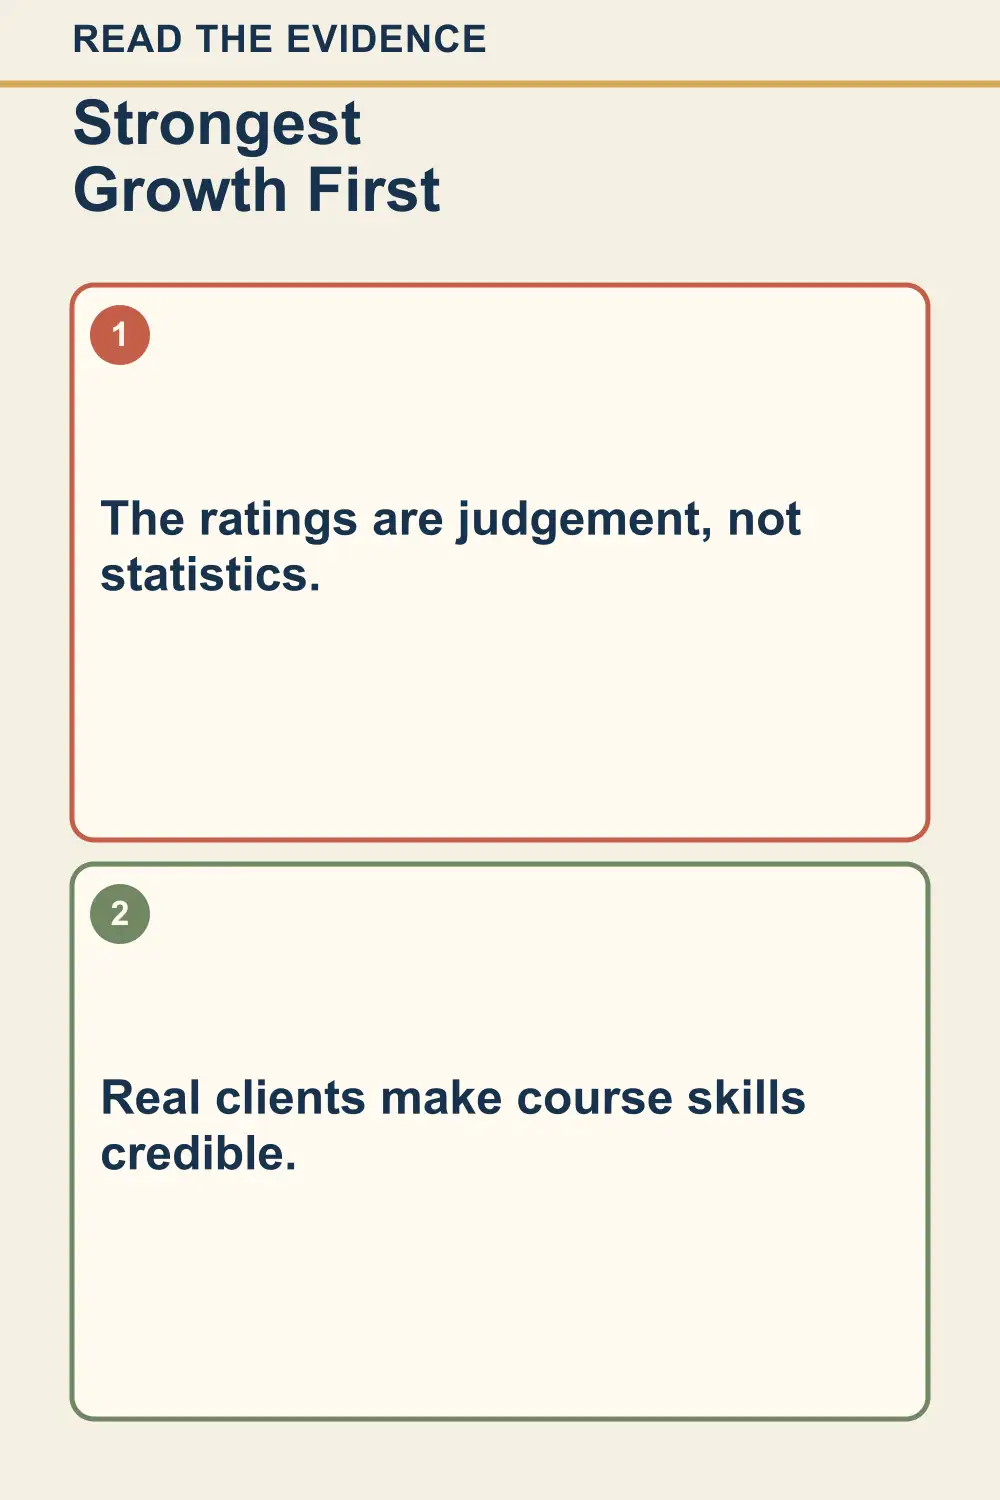 READ THE EVIDENCE
Strongest
Growth First
1
The ratings are judgement, not
statistics.
2
Real clients make course skills
credible.